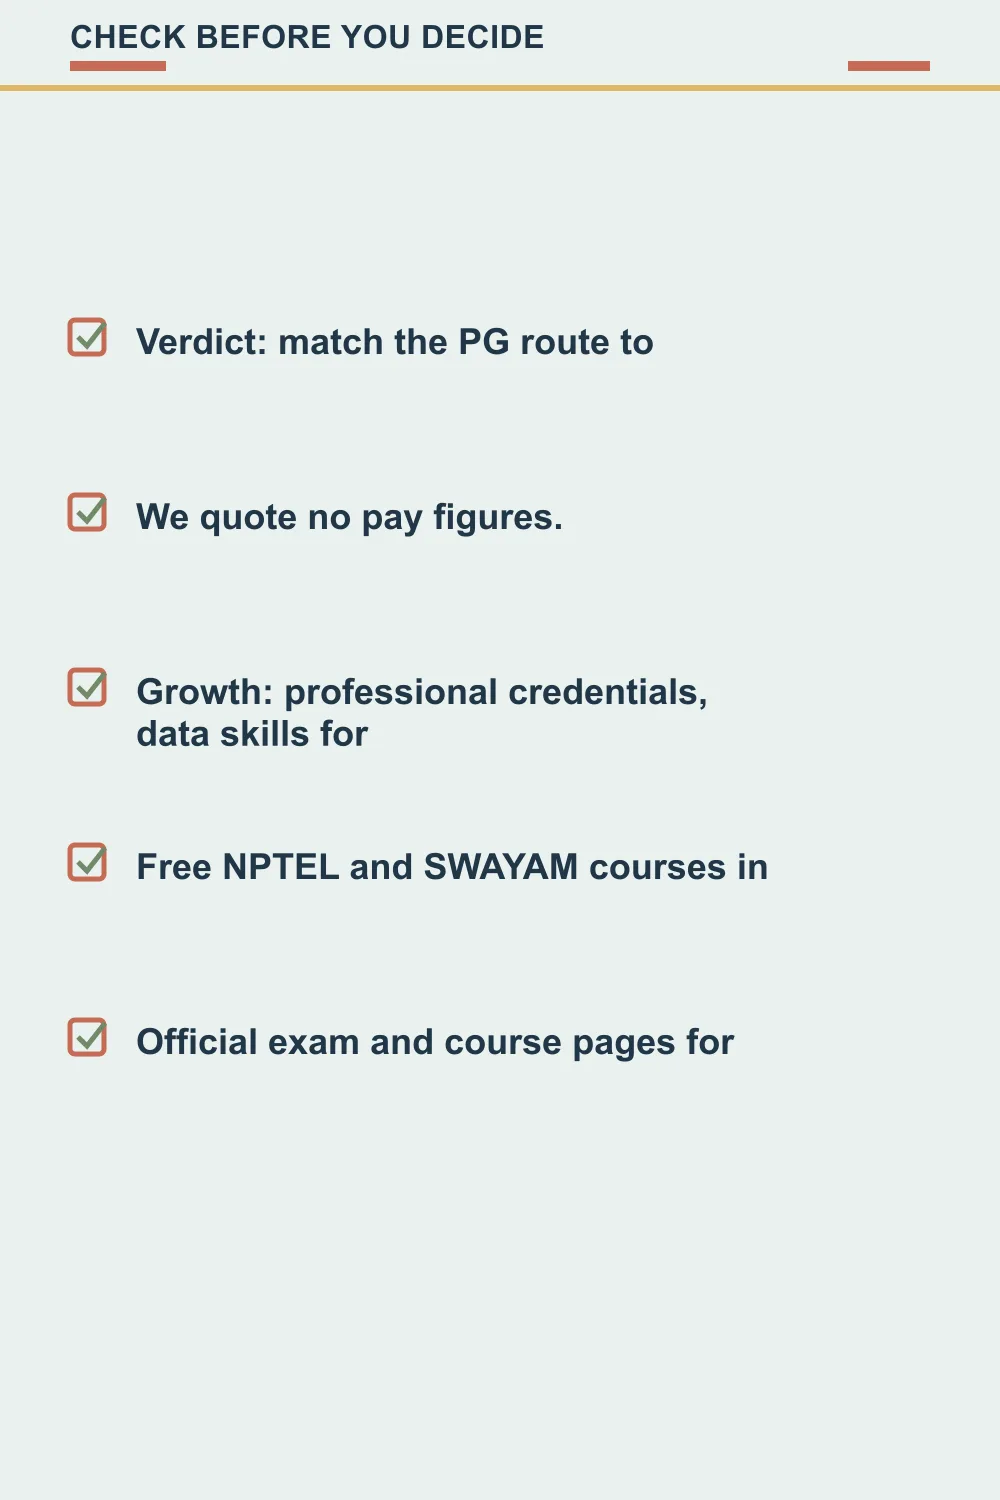 CHECK BEFORE YOU DECIDE
Verdict: match the PG route to
We quote no pay figures.
Growth: professional credentials,
data skills for
Free NPTEL and SWAYAM courses in
Official exam and course pages for